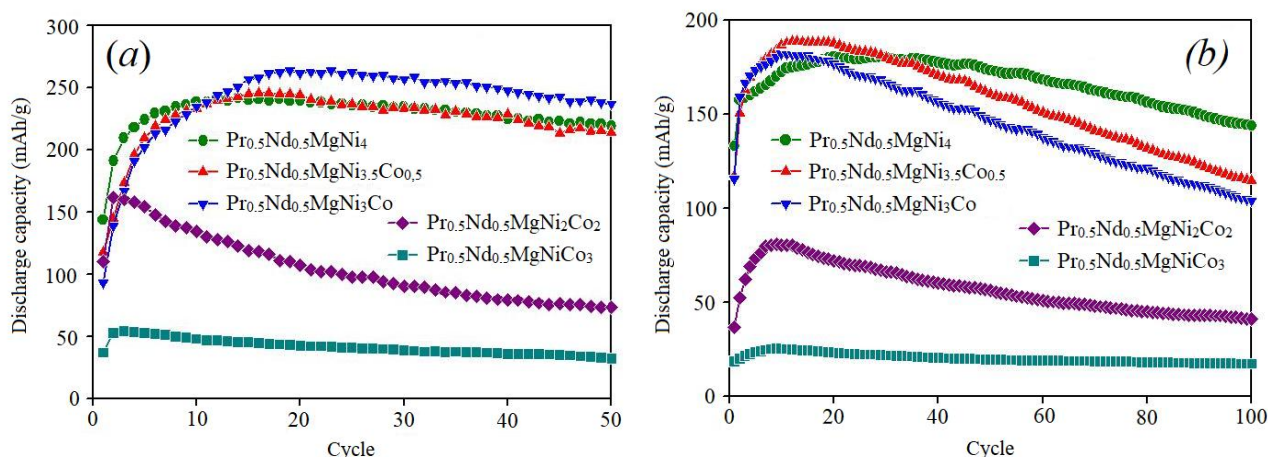 (a)
300
250
200
150
100
50
0
Discharge capacity (mAh/g)
Pr0.5Nd0.5MgNi4
Pr0.5Nd0.5MgNi3.5Co0,5
Pr0.5Nd0.5MgNi3Co
Pr0.5Nd0.5MgNi2Co2
Pr0.5Nd0.5MgNiCo3
0 10 20 30 40 50
Cycle
(b)
200
150
100
50
0
Discharge capacity (mAh/g)
Pr0.5Nd0.5MgNi4
Pr0.5Nd0.5MgNi3.5Co0.5
Pr0.5Nd0.5MgNi3Co
Pr0.5Nd0.5MgNi2Co2
Pr0.5Nd0.5MgNiCo3
0 20 40 60 80 100
Cycle